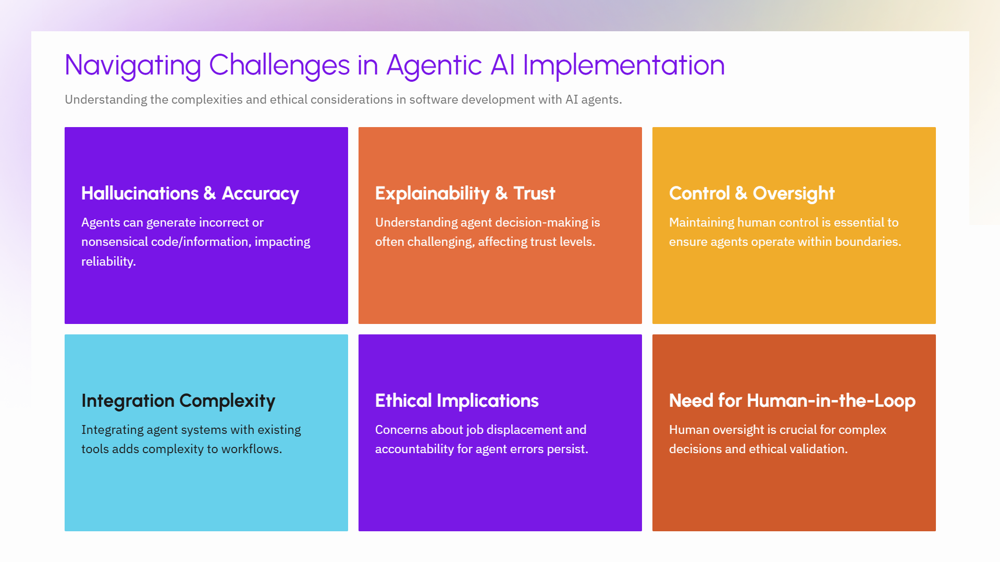 Navigating Challenges in Agentic AI Implementation
Understanding the complexities and ethical considerations in software development with AI agents.
Hallucinations & Accuracy
Agents can generate incorrect or
nonsensical code/information, impacting
reliability.
Explainability & Trust
Understanding agent decision-making is
often challenging, affecting trust levels.
Control & Oversight
Maintaining human control is essential to
ensure agents operate within boundaries.
Integration Complexity
Integrating agent systems with existing
tools adds complexity to workflows.
Ethical Implications
Concerns about job displacement and
accountability for agent errors persist.
Need for Human-in-the-Loop
Human oversight is crucial for complex
decisions and ethical validation.